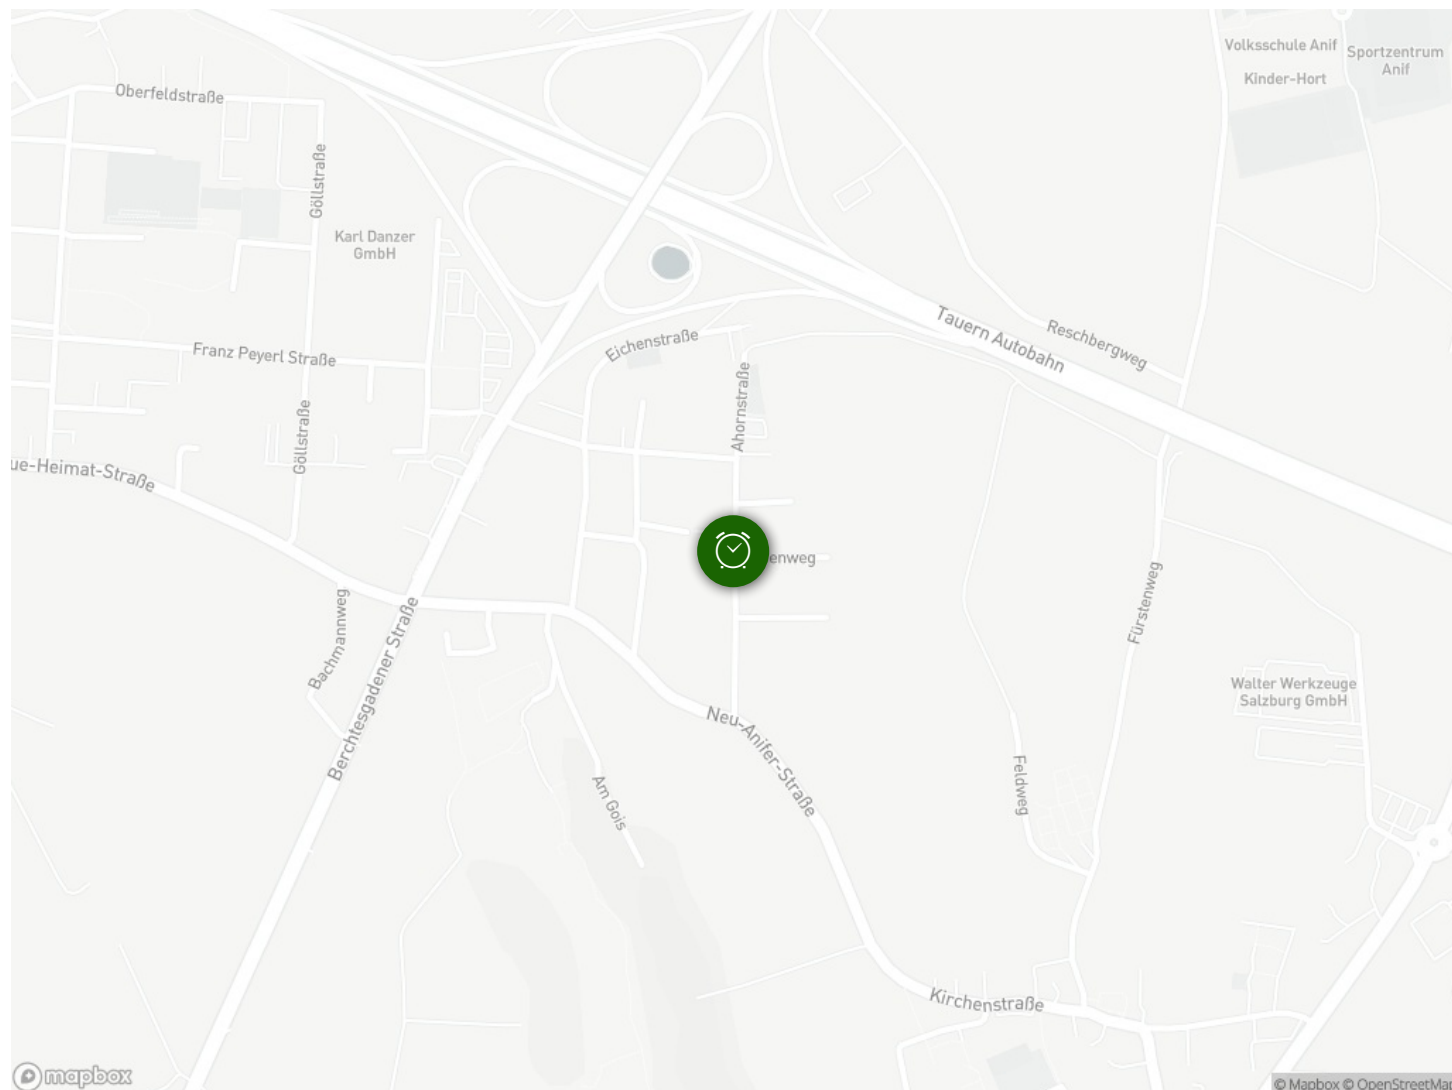 Volksschule Anif
Sportzentrum
Anif
Kinder-Hort
Oberfeldstraße
Göllstraße
Karl Danzer
GmbH
Tauern Autobahn
Reschbergweg
Eichenstraße
Franz Peyerl Straße
Ahornstraße
Göllstraße
ue-Heimat-Straße
enweg
Fürstenweg
Bachmannweg
Berchtesgadener Straße
Walter Werkzeuge
Salzburg GmbH
Neu-Anifer-Straße
Feldweg
Am Gois
Kirchenstraße
mapbox
© Mapbox © OpenStreetMa